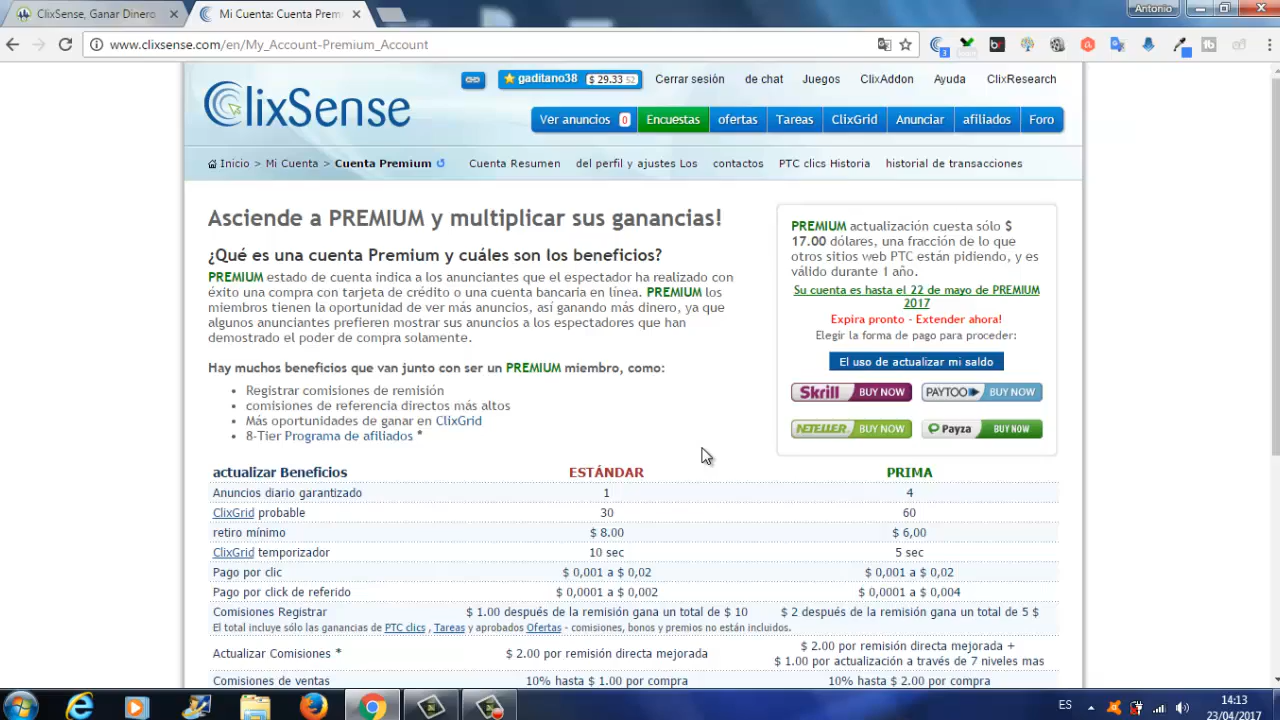 ClixSense, Ganar Dinero
Mi Cuenta: Cuenta Prem
Antonio
www.clixsense.com/en/My_Account-Premium_Account
3
ClixSense
gaditano38 $ 29.33 52 Cerrar sesión de chat Juegos ClixAddon Ayuda ClixResearch
Ver anuncios 0 Encuestas ofertas Tareas ClixGrid Anunciar afiliados Foro
Inicio > Mi Cuenta > Cuenta Premium Cuenta Resumen del perfil y ajustes Los contactos PTC clics Historia historial de transacciones
Asciende a PREMIUM y multiplicar sus ganancias!
¿Qué es una cuenta Premium y cuáles son los beneficios?
PREMIUM estado de cuenta indica a los anunciantes que el espectador ha realizado con
éxito una compra con tarjeta de crédito o una cuenta bancaria en línea. PREMIUM los
miembros tienen la oportunidad de ver más anuncios, así ganando más dinero, ya que
algunos anunciantes prefieren mostrar sus anuncios a los espectadores que han
demostrado el poder de compra solamente.
Hay muchos beneficios que van junto con ser un PREMIUM miembro, como:
• Registrar comisiones de remisión
• comisiones de referencia directos más altos
• Más oportunidades de ganar en ClixGrid
• 8-Tier Programa de afiliados *
PREMIUM actualización cuesta sólo $
17.00 dólares, una fracción de lo que
otros sitios web PTC están pidiendo, y es
válido durante 1 año.
Su cuenta es hasta el 22 de mayo de PREMIUM
2017
Expira pronto - Extender ahora!
Elegir la forma de pago para proceder:
El uso de actualizar mi saldo
Skrill BUY NOW PAYTOO BUY NOW
NETELLER BUY NOW Payza BUY NOW
actualizar Beneficios ESTÁNDAR PRIMA
Anuncios diario garantizado 1 4
ClixGrid probable 30 60
retiro mínimo $ 8.00 $ 6,00
ClixGrid temporizador 10 sec 5 sec
Pago por clic $ 0,001 a $ 0,02 $ 0,001 a $ 0,02
Pago por click de referido $ 0,0001 a $ 0,002 $ 0,0001 a $ 0,004
Comisiones Registrar $ 1.00 después de la remisión gana un total de $ 10 $ 2 después de la remisión gana un total de 5 $
El total incluye sólo las ganancias de PTC clics , Tareas y aprobados Ofertas - comisiones, bonos y premios no están incluidos.
Actualizar Comisiones * $ 2.00 por remisión directa mejorada $ 2.00 por remisión directa mejorada +
$ 1.00 por actualización a través de 7 niveles mas
Comisiones de ventas 10% hasta $ 1.00 por compra 10% hasta $ 2.00 por compra
ES 14:13
23/04/2017